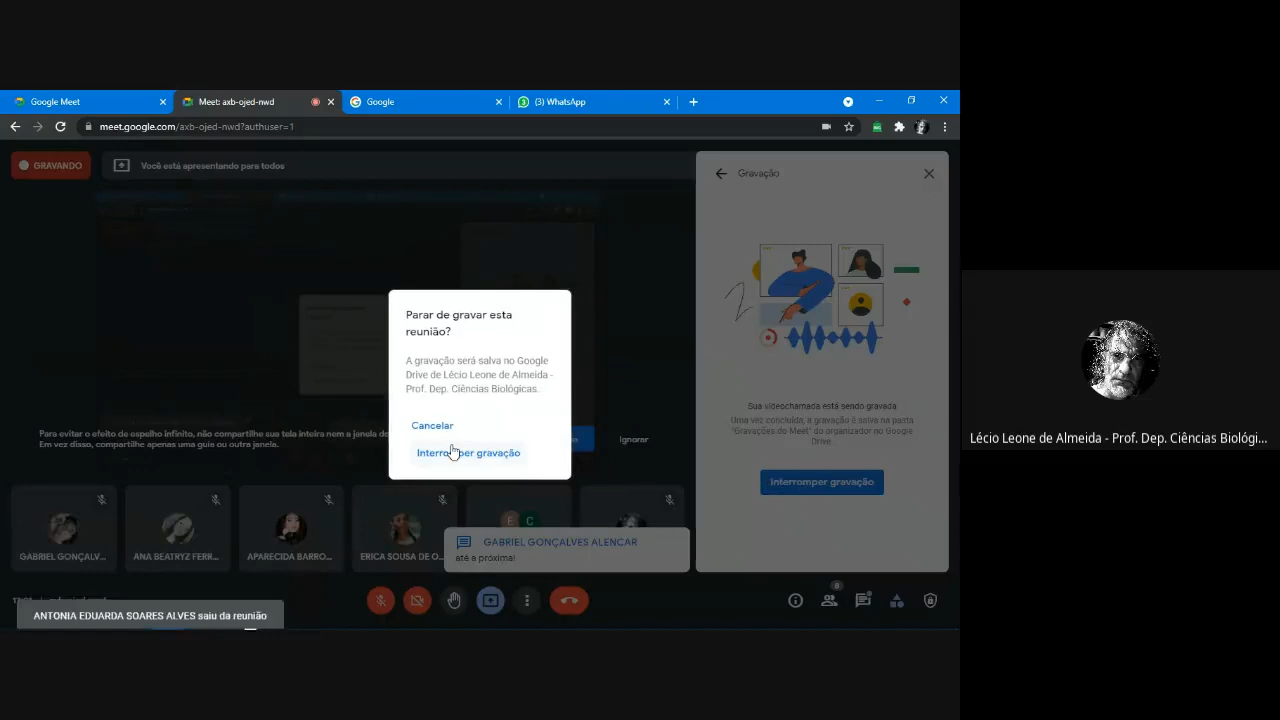 Google Meet
Meet: axb-ojed-nwd
Google
(3) WhatsApp
meet.google.com/axb-ojed-nwd?authuser=1
GRAVANDO
Você está apresentando para todos
Gravação
Parar de gravar esta
reunião?
A gravação será salva no Google
Drive de Lécio Leone de Almeida -
Prof. Dep. Ciências Biológicas.
Cancelar
Interromper gravação
Para evitar o efeito de espelho infinito, não compartilhe sua tela inteira nem a janela do
Em vez disso, compartilhe apenas uma guia ou outra janela.
Ignorar
Sua videochamada está sendo gravada
Uma vez concluída, a gravação é salva na pasta
"Gravações do Meet" do organizador no Google
Drive.
Interromper gravação
GABRIEL GONÇALV...
ANA BEATRYZ FERR...
APARECIDA BARRO...
ERICA SOUSA DE O...
E C
GABRIEL GONÇALVES ALENCAR
até a próxima!
8
ANTONIA EDUARDA SOARES ALVES saiu da reunião
Lécio Leone de Almeida - Prof. Dep. Ciências Biológi...